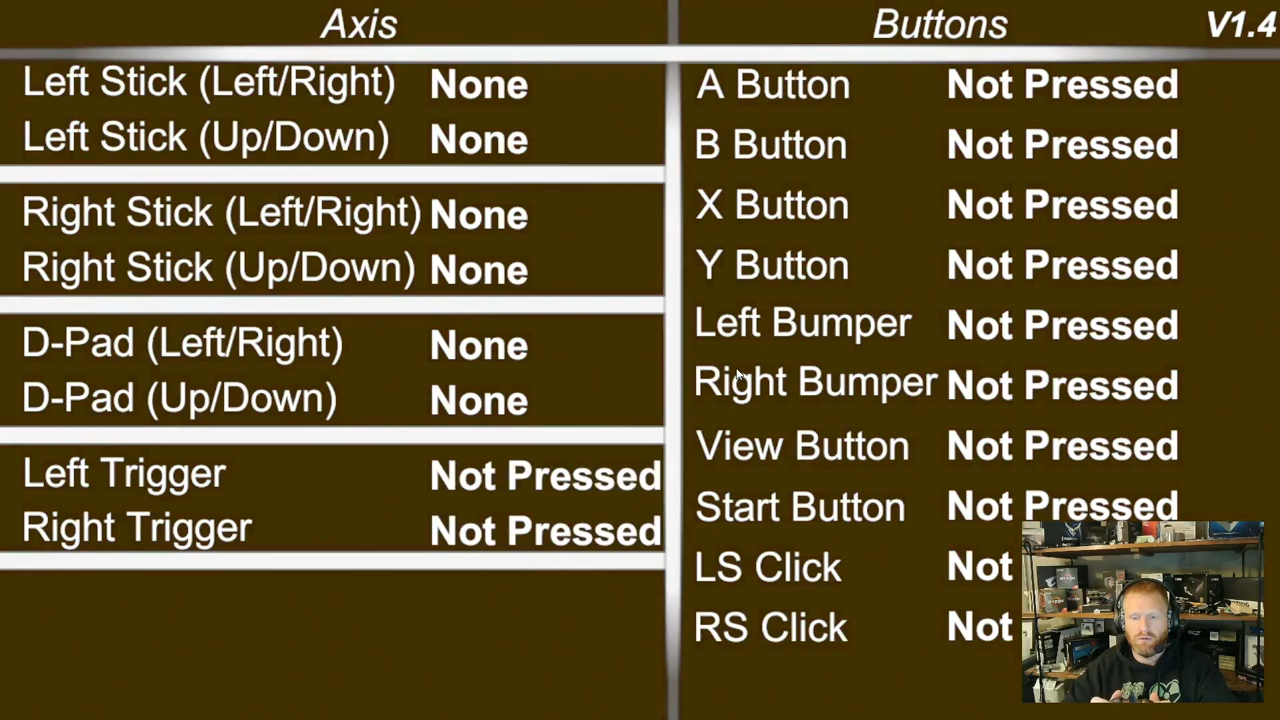 Axis
Left Stick (Left/Right) None
Left Stick (Up/Down) None
Right Stick (Left/Right) None
Right Stick (Up/Down) None
D-Pad (Left/Right) None
D-Pad (Up/Down) None
Left Trigger Not Pressed
Right Trigger Not Pressed
Buttons
V1.4
A Button Not Pressed
B Button Not Pressed
X Button Not Pressed
Y Button Not Pressed
Left Bumper Not Pressed
Right Bumper Not Pressed
View Button Not Pressed
Start Button Not Pressed
LS Click Not
RS Click Not